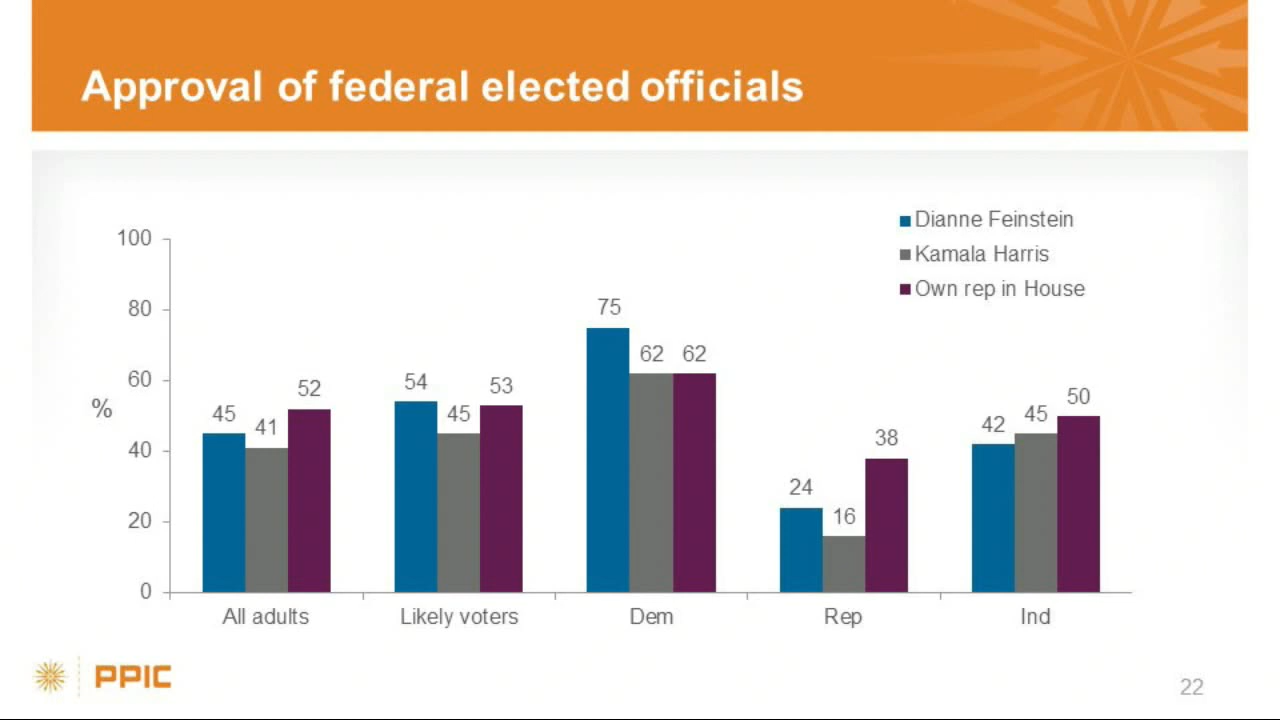 Approval of federal elected officials
Dianne Feinstein
Kamala Harris
Own rep in House
%
100
80
60
40
20
0
45 41 52
54 45 53
75 62 62
24 16 38
42 45 50
All adults Likely voters Dem Rep Ind
PPIC
22